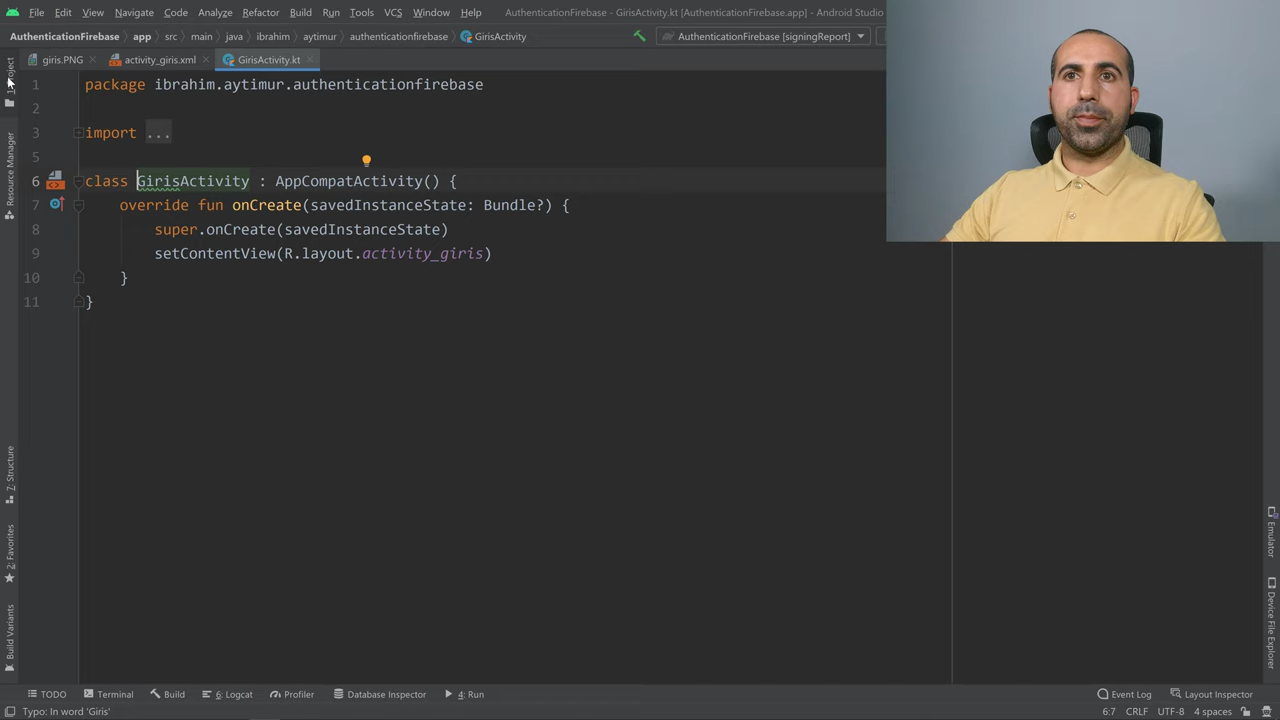 File Edit View Navigate Code Analyze Refactor Build Run Tools VCS Window Help AuthenticationFirebase - GirisActivity.kt [AuthenticationFirebase.app] - Android Studio
AuthenticationFirebase app src main java ibrahim aytimur authenticationfirebase GirisActivity AuthenticationFirebase [signingReport]
giris.PNG activity_giris.xml GirisActivity.kt
1 package ibrahim.aytimur.authenticationfirebase
2
3 import ...
5
6 class GirisActivity : AppCompatActivity() {
7 override fun onCreate(savedInstanceState: Bundle?) {
8 super.onCreate(savedInstanceState)
9 setContentView(R.layout.activity_giris)
10 }
11 }
Project
Resource Manager
7: Structure
2: Favorites
Build Variants
Emulator
Device File Explorer
TODO Terminal Build 6: Logcat Profiler Database Inspector 4: Run Event Log Layout Inspector
Typo: In word 'Giris' 6:7 CRLF UTF-8 4 spaces